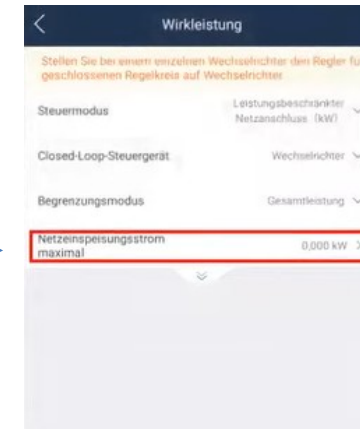 Wirkleistung
Stellen Sie bei einem einzelnen Wechselrichter den Regler fü
geschlossenen Regelkreis auf Wechselrichter
Steuermodus
Leistungsbeschränkter
Netzanschluss (kW)
Closed-Loop-Steuergerät
Wechselrichter
Begrenzungsmodus
Gesamtleistung
Netzeinspeisungsstrom
maximal
0,000 kW